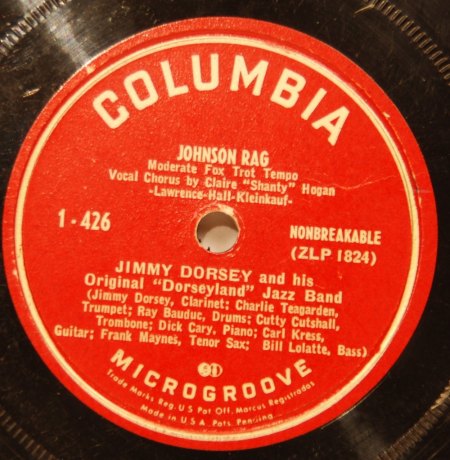 COLUMBIA
JOHNSON RAG
Moderate Fox Trot Tempo
Vocal Chorus by Claire "Shanty" Hogan
-Lawrence-Hall-Kleinkauf-
1-426
NONBREAKABLE
(ZLP 1824)
JIMMY DORSEY and his
Original "Dorseyland" Jazz Band
(Jimmy Dorsey, Clarinet; Charlie Teagarden,
Trumpet; Ray Bauduc, Drums; Cutty Cutshall,
Trombone; Dick Cary, Piano; Carl Kress,
Guitar; Frank Maynes, Tenor Sax; Bill Lolatte, Bass)
MICROGROOVE
Trade Marks Reg. U S Pat Off. Marcas Registradas
Made in U S A Pats. Pending